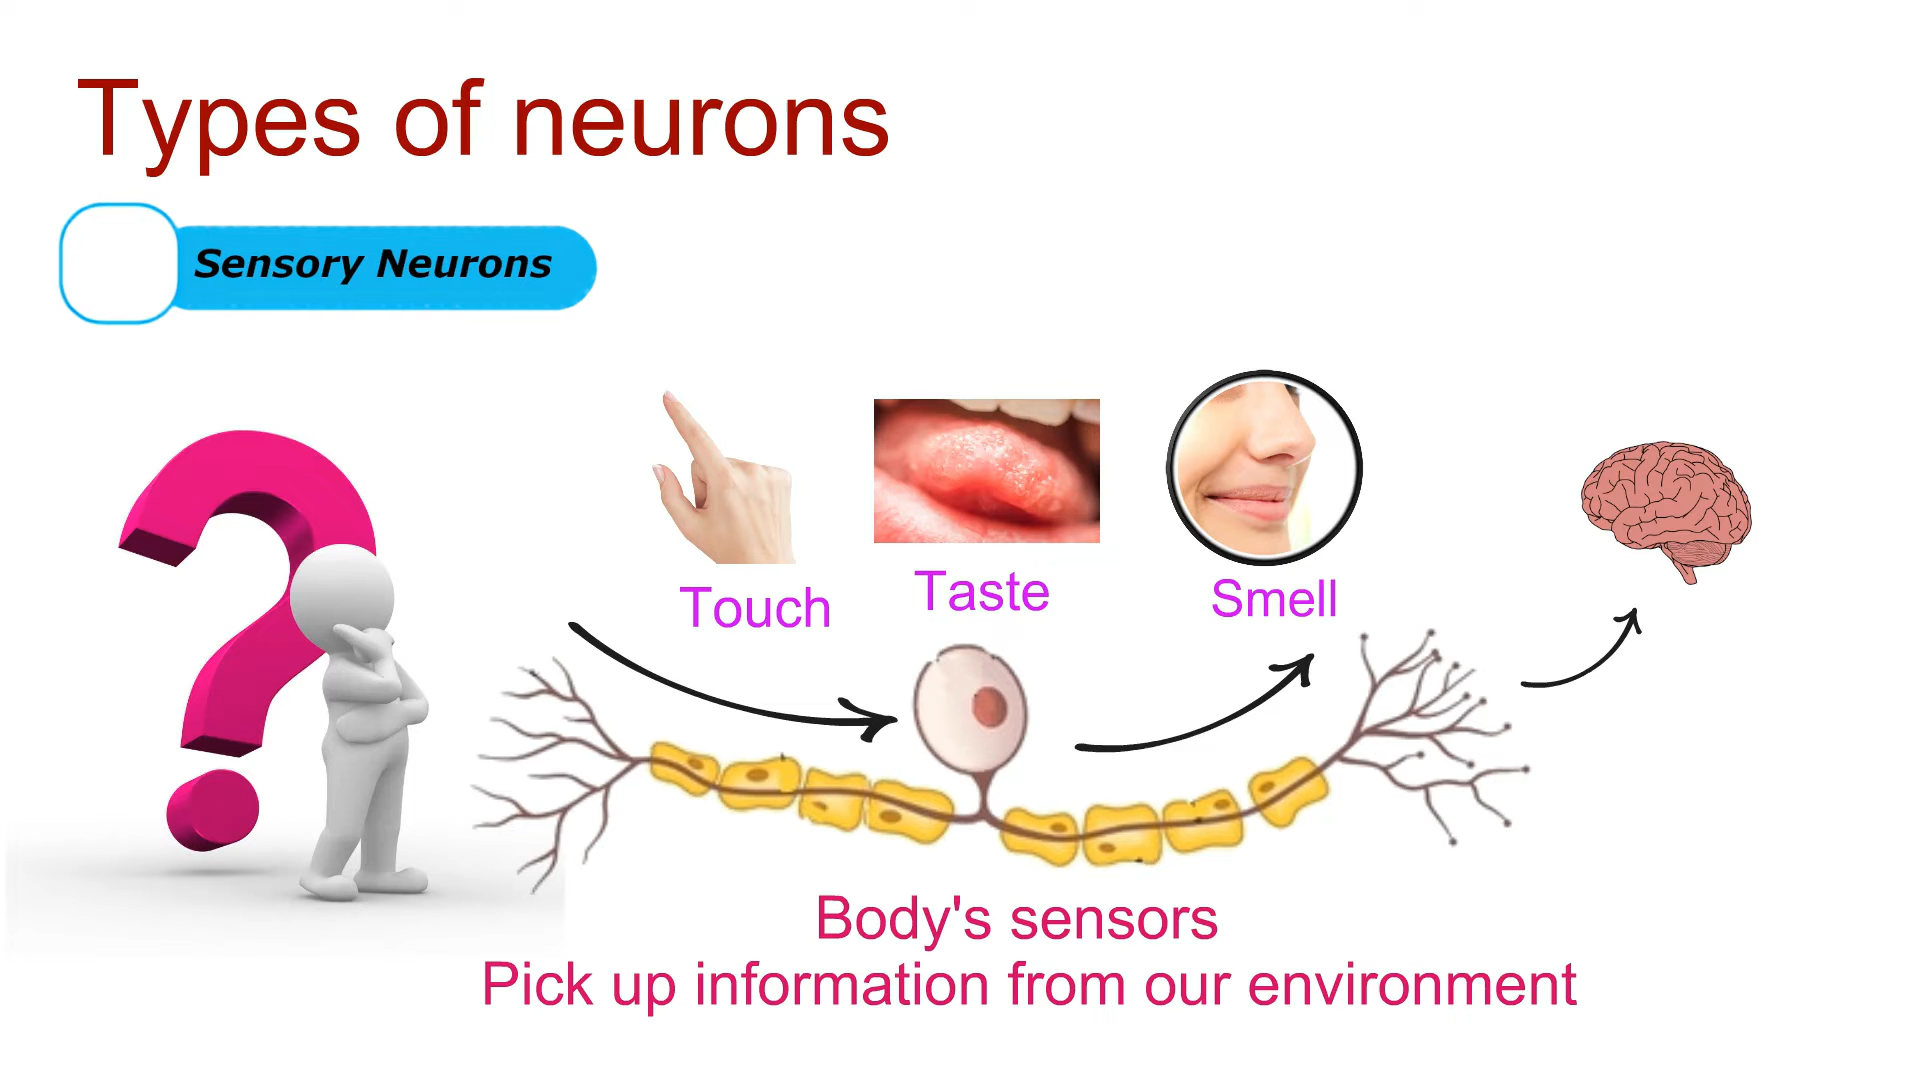 Types of neurons
Sensory Neurons
Touch
Taste
Smell
Body's sensors
Pick up information from our environment